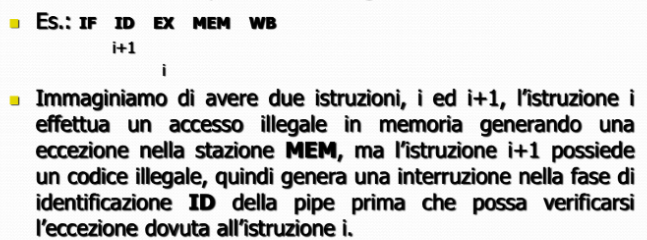 Es.: IF ID EX MEM WB
i+1
i
Immaginiamo di avere due istruzioni, i ed i+1, l'istruzione i
effettua un accesso illegale in memoria generando una
eccezione nella stazione MEM, ma l'istruzione i+1 possiede
un codice illegale, quindi genera una interruzione nella fase di
identificazione ID della pipe prima che possa verificarsi
l'eccezione dovuta all'istruzione i.